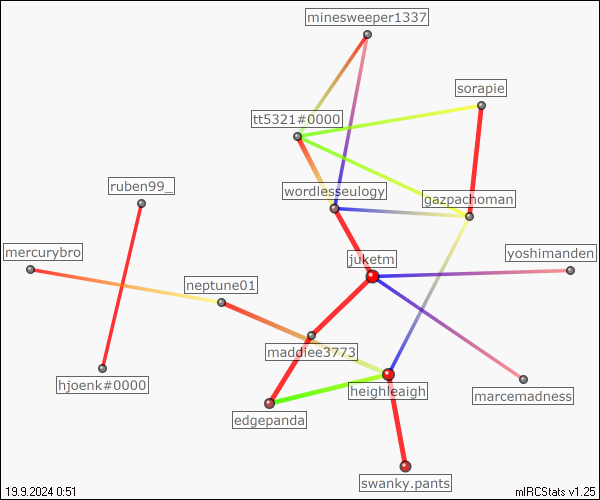 minesweeper1337
sorapie
tt5321#0000
ruben99_
wordlesseulogy
gazpachoman
mercurybro
juketm
yoshimanden
neptune01
maddiee3773
hjoenk#0000
heighleaigh
marcemadness
edgepanda
swanky.pants
19.9.2024 0:51
mIRCStats v1.25